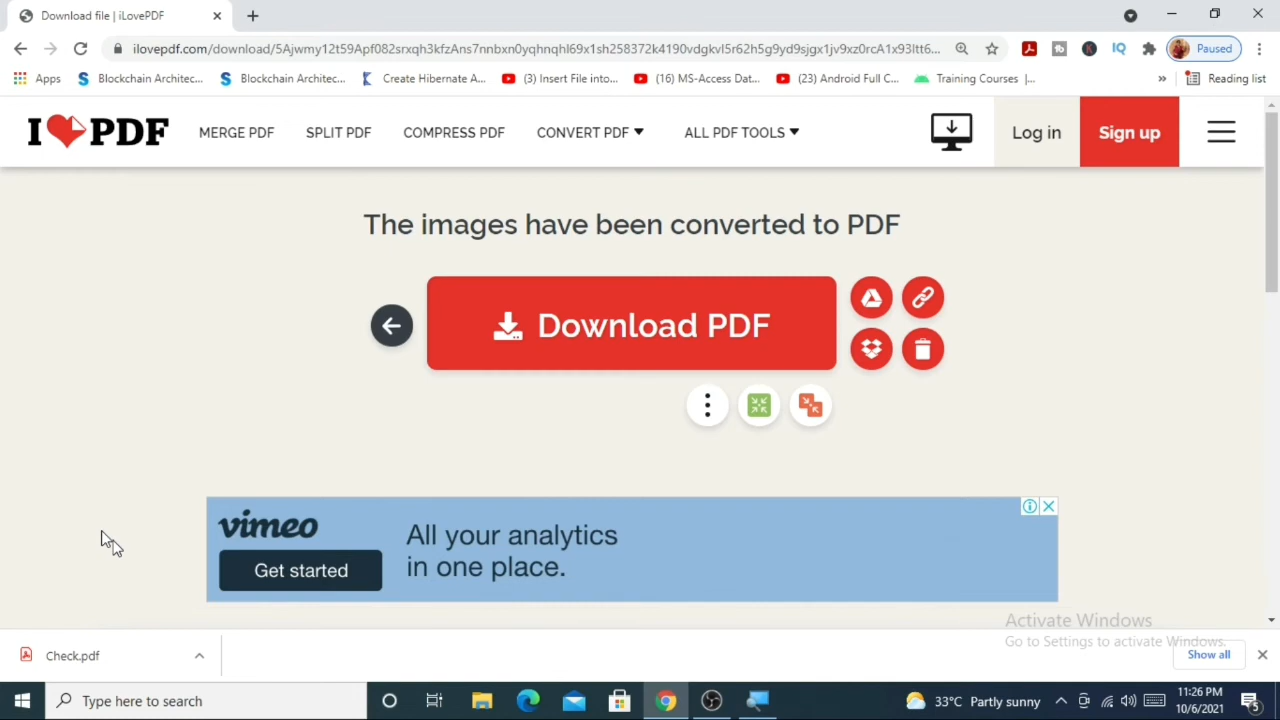 Download file | iLovePDF
ilovepdf.com/download/5Ajwmy12t59Apf082srxqh3kfzAns7nnbxn0yqhnqhl69x1sh258372k4190vdgkvl5r62h5g9yd9sjgx1jv9xz0rcA1x93ltt6...
Paused
Apps
Blockchain Architec...
Blockchain Architec...
Create Hibernate A...
(3) Insert File into...
(16) MS-Access Dat...
(23) Android Full C...
Training Courses |...
»
Reading list
I PDF
MERGE PDF
SPLIT PDF
COMPRESS PDF
CONVERT PDF
ALL PDF TOOLS
Log in
Sign up
The images have been converted to PDF
Download PDF
vimeo
Get started
All your analytics
in one place.
Activate Windows
Go to Settings to activate Windows.
Check.pdf
Show all
Type here to search
33°C Partly sunny
11:26 PM
10/6/2021
5